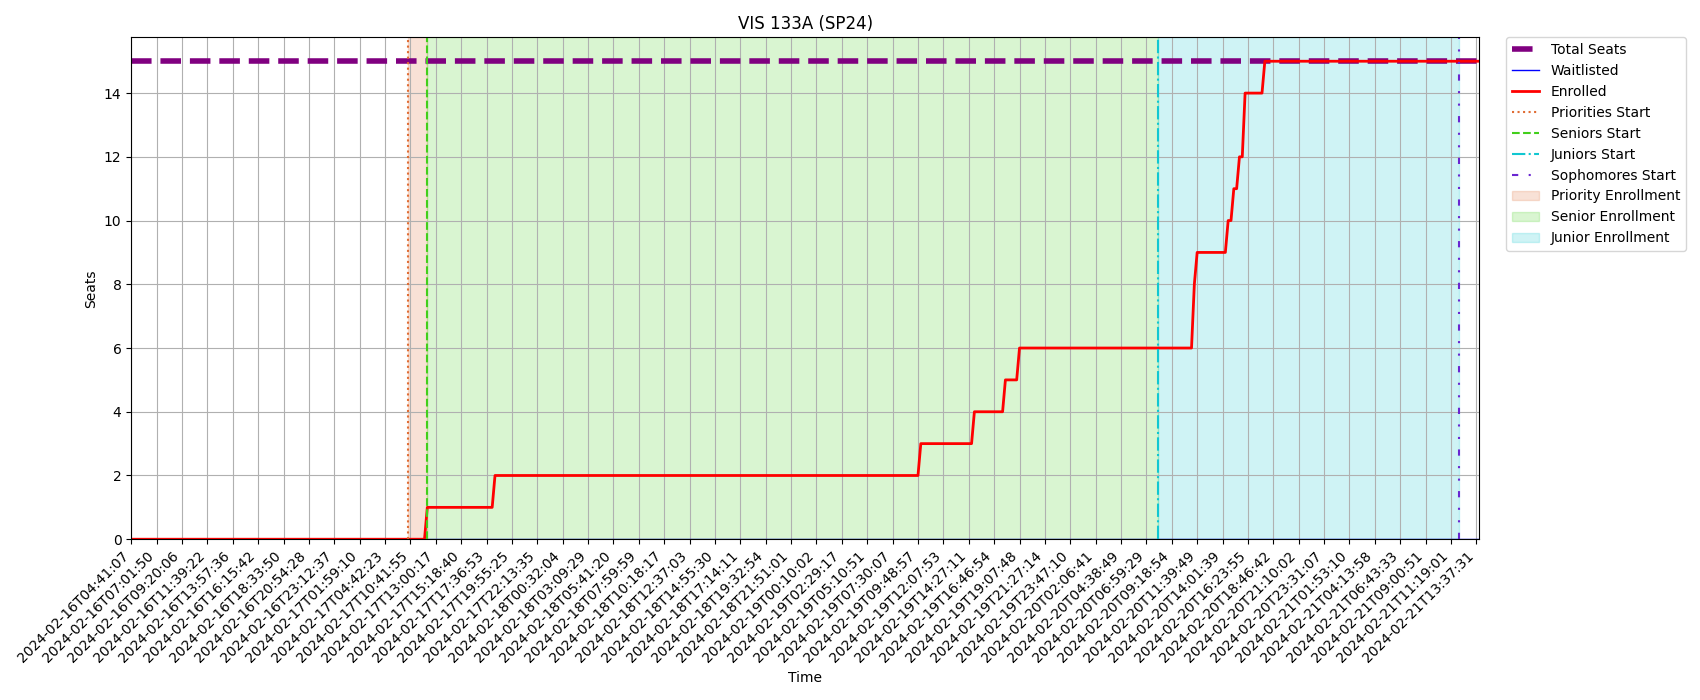 VIS 133A (SP24)
Total Seats
Waitlisted
Enrolled
Priorities Start
Seniors Start
Juniors Start
Sophomores Start
Priority Enrollment
Senior Enrollment
Junior Enrollment
Seats
14
12
10
8
6
4
2
0
2024-02-16T04:41:07
2024-02-16T07:01:50
2024-02-16T09:20:06
2024-02-16T11:39:22
2024-02-16T13:57:36
2024-02-16T16:15:42
2024-02-16T18:33:50
2024-02-16T20:54:28
2024-02-16T23:12:37
2024-02-17T01:59:10
2024-02-17T04:42:23
2024-02-17T10:41:55
2024-02-17T13:00:17
2024-02-17T15:18:40
2024-02-17T17:36:53
2024-02-17T19:55:25
2024-02-17T22:13:35
2024-02-18T00:32:04
2024-02-18T03:09:29
2024-02-18T05:41:20
2024-02-18T07:59:59
2024-02-18T10:18:17
2024-02-18T12:37:03
2024-02-18T14:55:30
2024-02-18T17:14:11
2024-02-18T19:32:54
2024-02-18T21:51:01
2024-02-19T00:10:02
2024-02-19T02:29:17
2024-02-19T05:10:51
2024-02-19T07:30:07
2024-02-19T09:48:57
2024-02-19T12:07:53
2024-02-19T14:27:11
2024-02-19T16:46:54
2024-02-19T19:07:48
2024-02-19T21:27:14
2024-02-19T23:47:10
2024-02-20T02:06:41
2024-02-20T04:38:49
2024-02-20T06:59:29
2024-02-20T09:18:54
2024-02-20T11:39:49
2024-02-20T14:01:39
2024-02-20T16:23:55
2024-02-20T18:46:42
2024-02-20T21:10:02
2024-02-20T23:31:07
2024-02-21T01:53:10
2024-02-21T04:13:58
2024-02-21T06:43:33
2024-02-21T09:00:51
2024-02-21T11:19:01
2024-02-21T13:37:31
Time